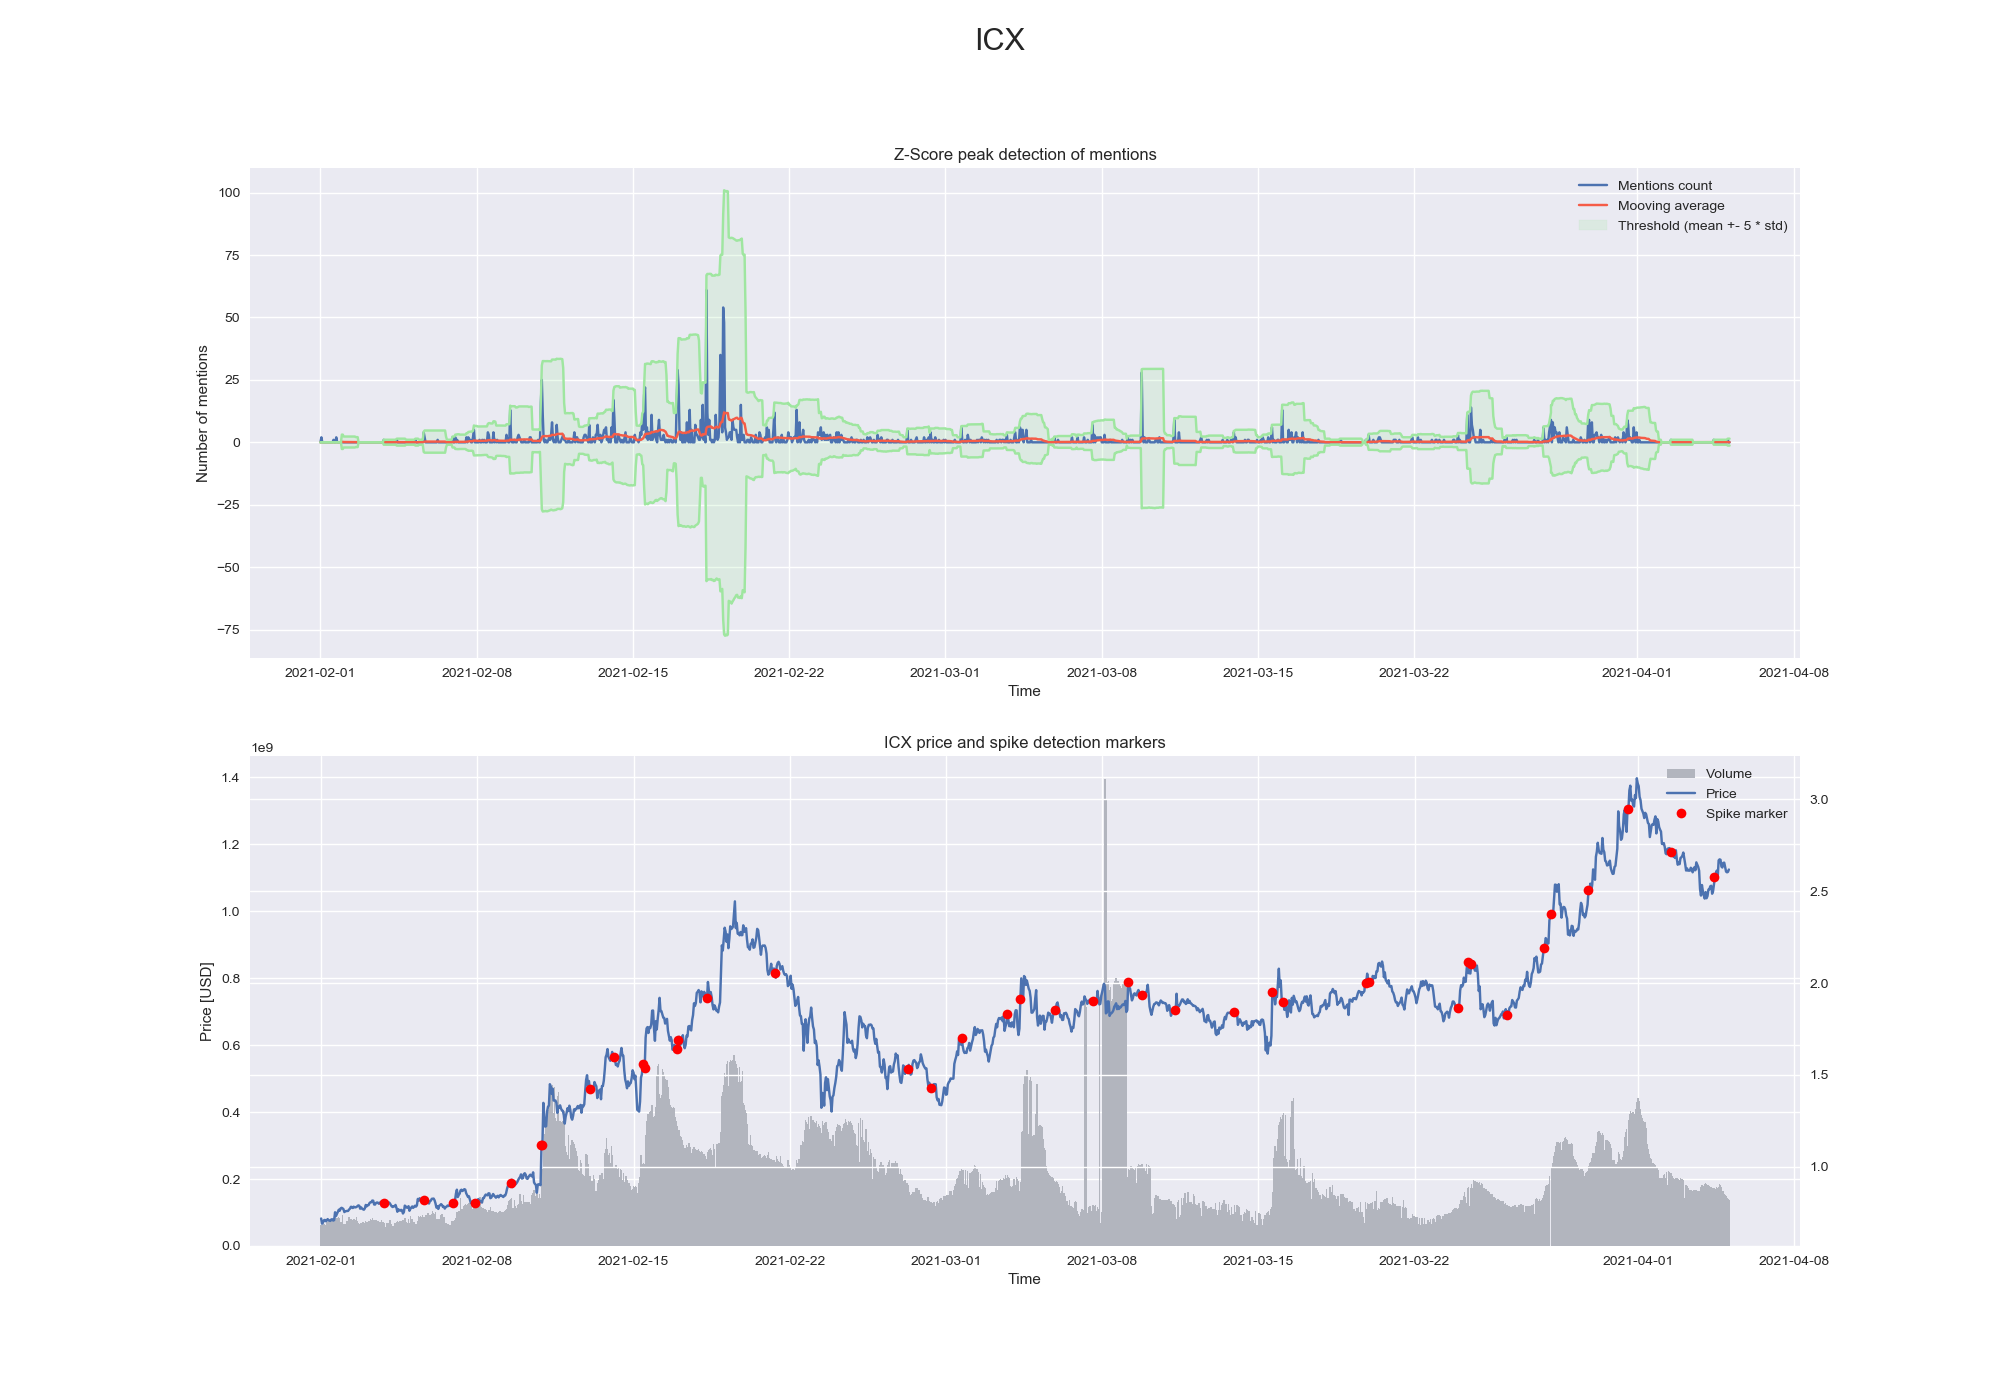 ICX
Z-Score peak detection of mentions
Mentions count
Mooving average
Threshold (mean +- 5 * std)
Number of mentions
100
75
50
25
0
−25
−50
−75
2021-02-01 2021-02-08 2021-02-15 2021-02-22 2021-03-01 2021-03-08 2021-03-15 2021-03-22 2021-04-01 2021-04-08
Time
ICX price and spike detection markers
1e9
Volume
Price
Spike marker
Price [USD]
1.4
1.2
1.0
0.8
0.6
0.4
0.2
0.0
3.0
2.5
2.0
1.5
1.0
2021-02-01 2021-02-08 2021-02-15 2021-02-22 2021-03-01 2021-03-08 2021-03-15 2021-03-22 2021-04-01 2021-04-08
Time